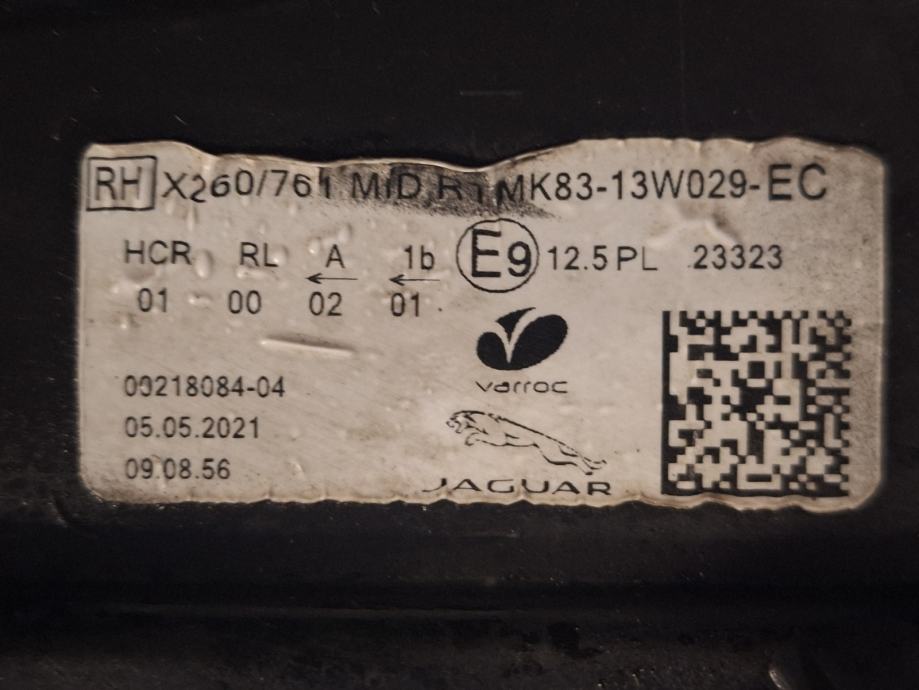 RH X260/761 MID, R1 MK83-13W029-EC
HCR RL A 1b E9 12.5 PL 23323
01 00 02 01
00218084-04
05.05.2021
09.08.56
varroc
JAGUAR